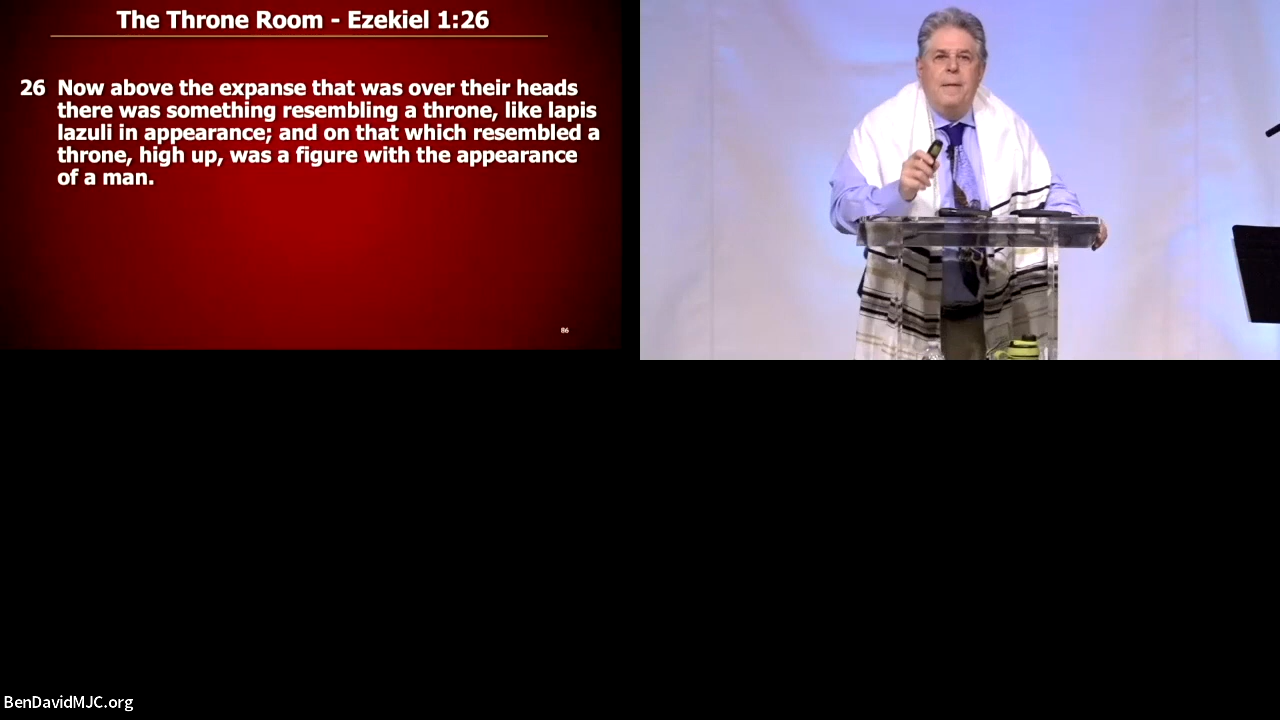 The Throne Room - Ezekiel 1:26
26 Now above the expanse that was over their heads
there was something resembling a throne, like lapis
lazuli in appearance; and on that which resembled a
throne, high up, was a figure with the appearance
of a man.
86
BenDavidMJC.org